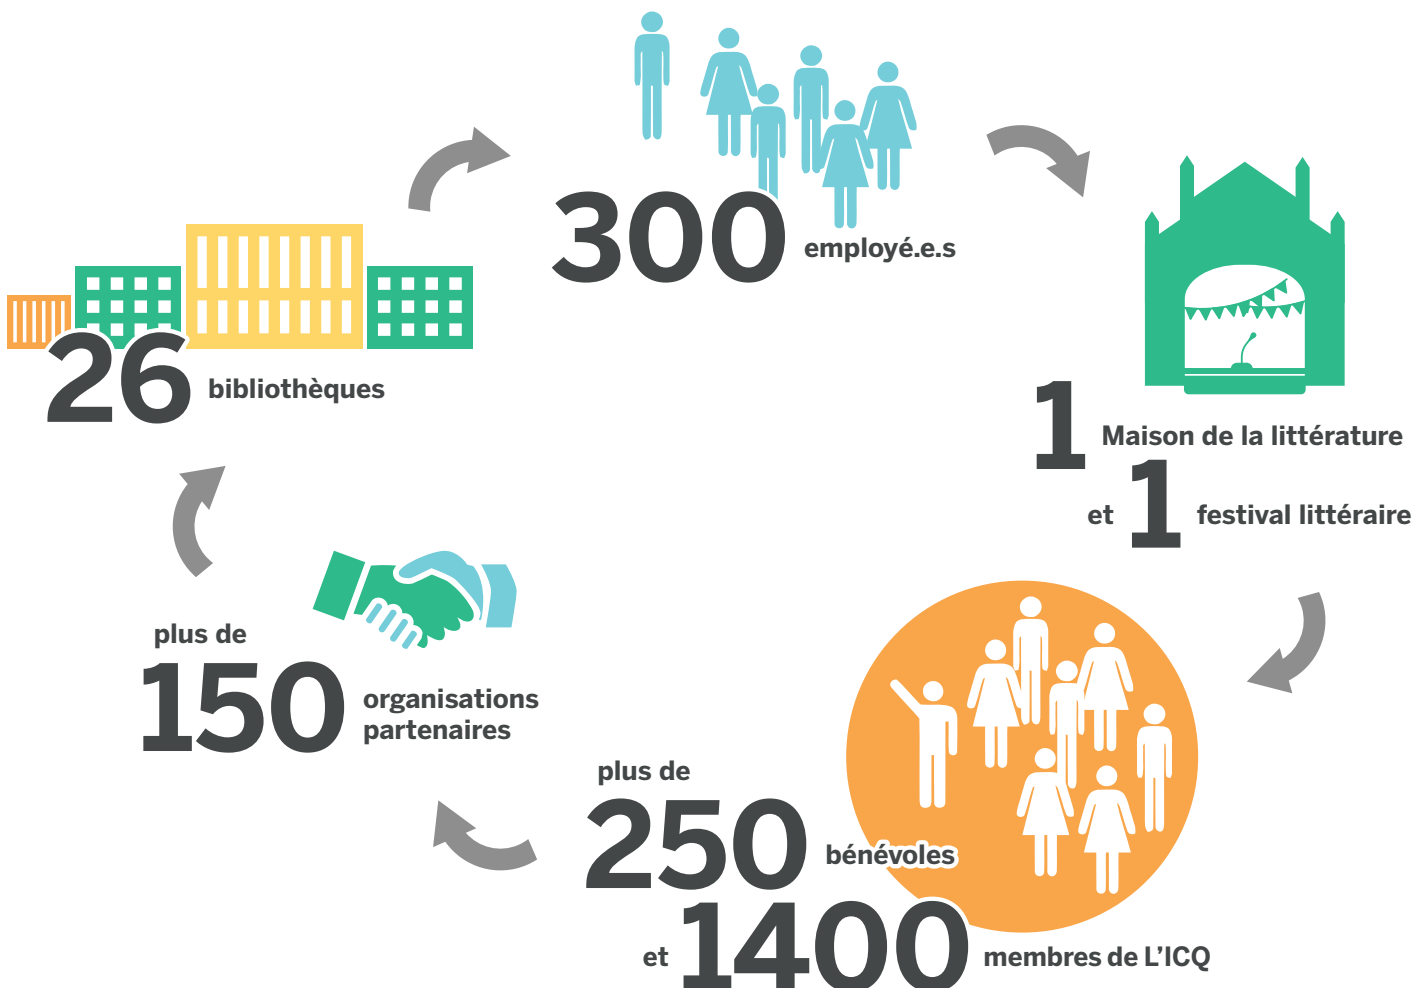 300 employé.e.s
26 bibliothèques
1 Maison de la littérature
et 1 festival littéraire
plus de
150 organisations
partenaires
plus de
250 bénévoles
et 1400 membres de L'ICQ